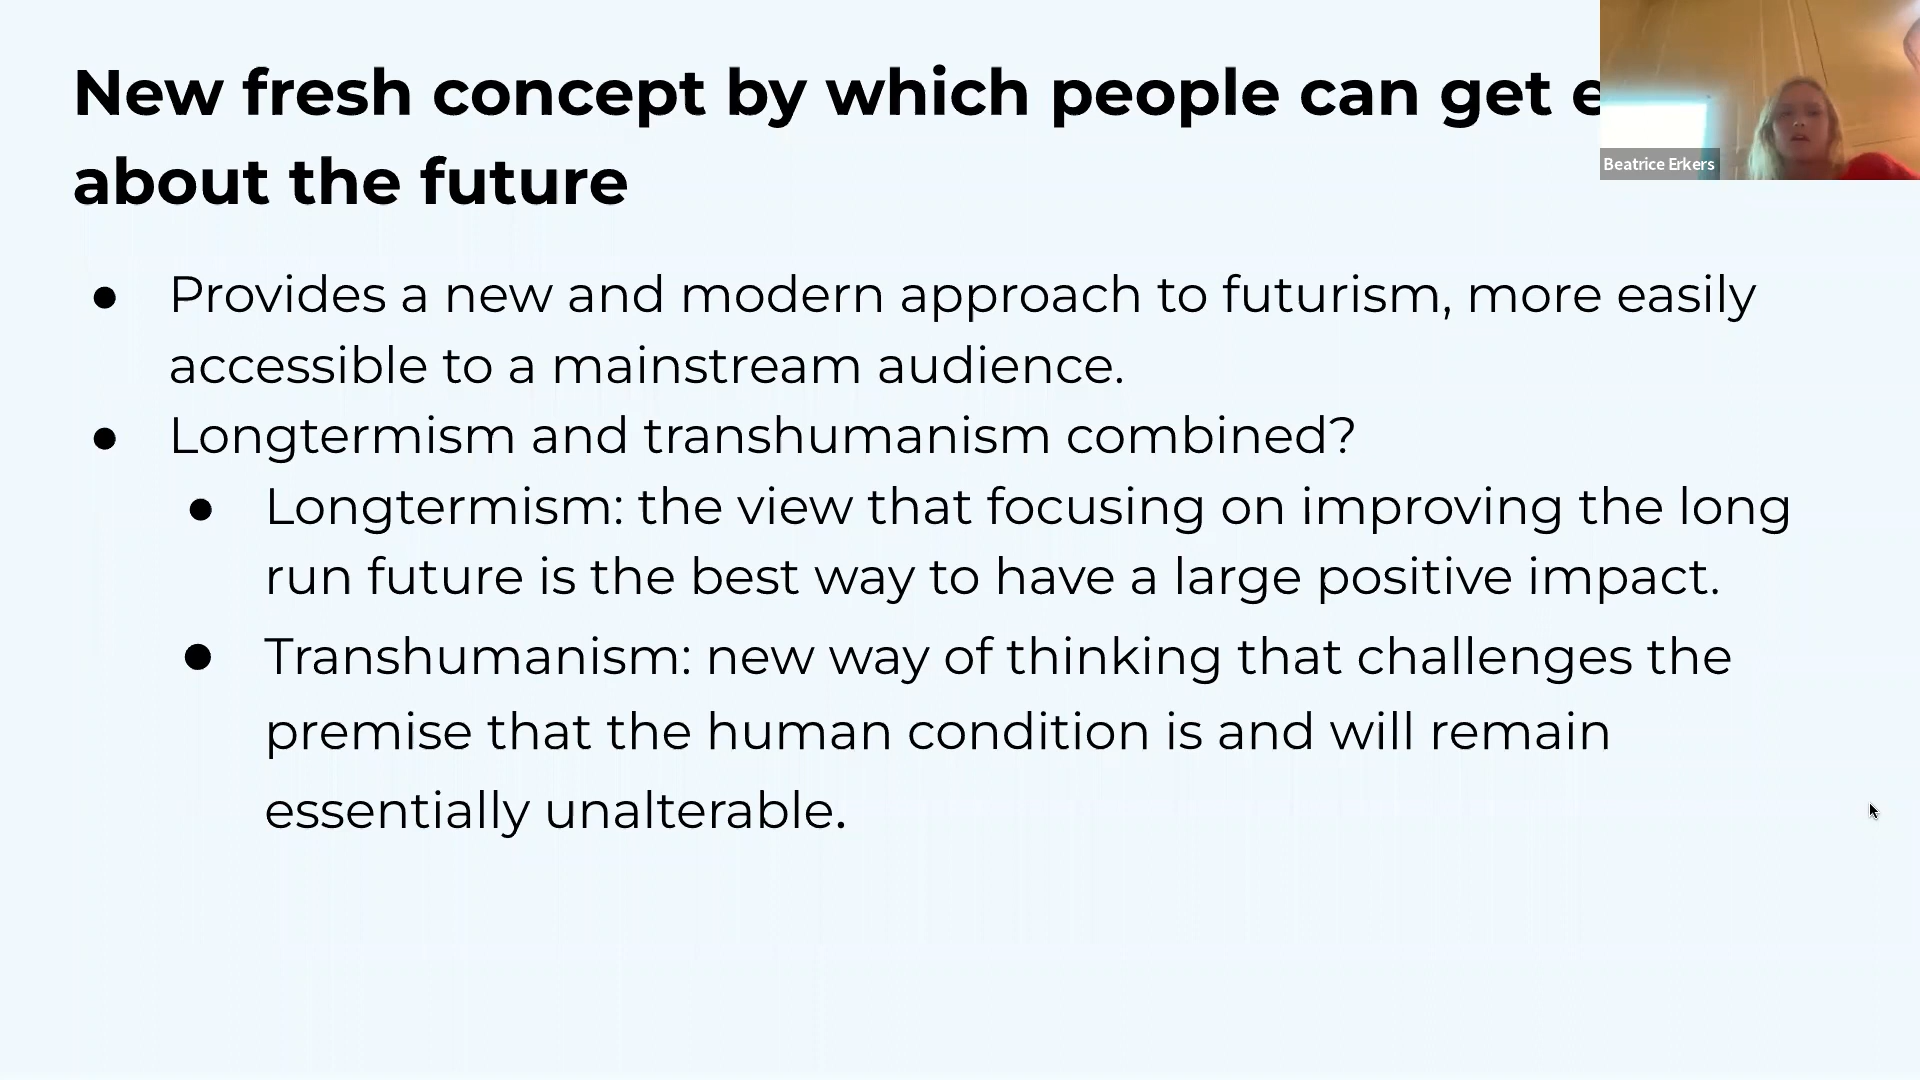 New fresh concept by which people can get
about the future
Beatrice Erkers
● Provides a new and modern approach to futurism, more easily
accessible to a mainstream audience.
● Longtermism and transhumanism combined?
● Longtermism: the view that focusing on improving the long
run future is the best way to have a large positive impact.
● Transhumanism: new way of thinking that challenges the
premise that the human condition is and will remain
essentially unalterable.